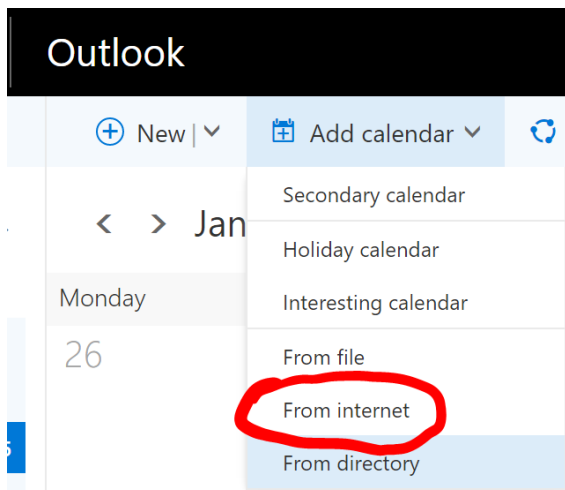 Outlook
New | Add calendar
Secondary calendar
Jan
Holiday calendar
Monday
Interesting calendar
26
From file
From internet
From directory